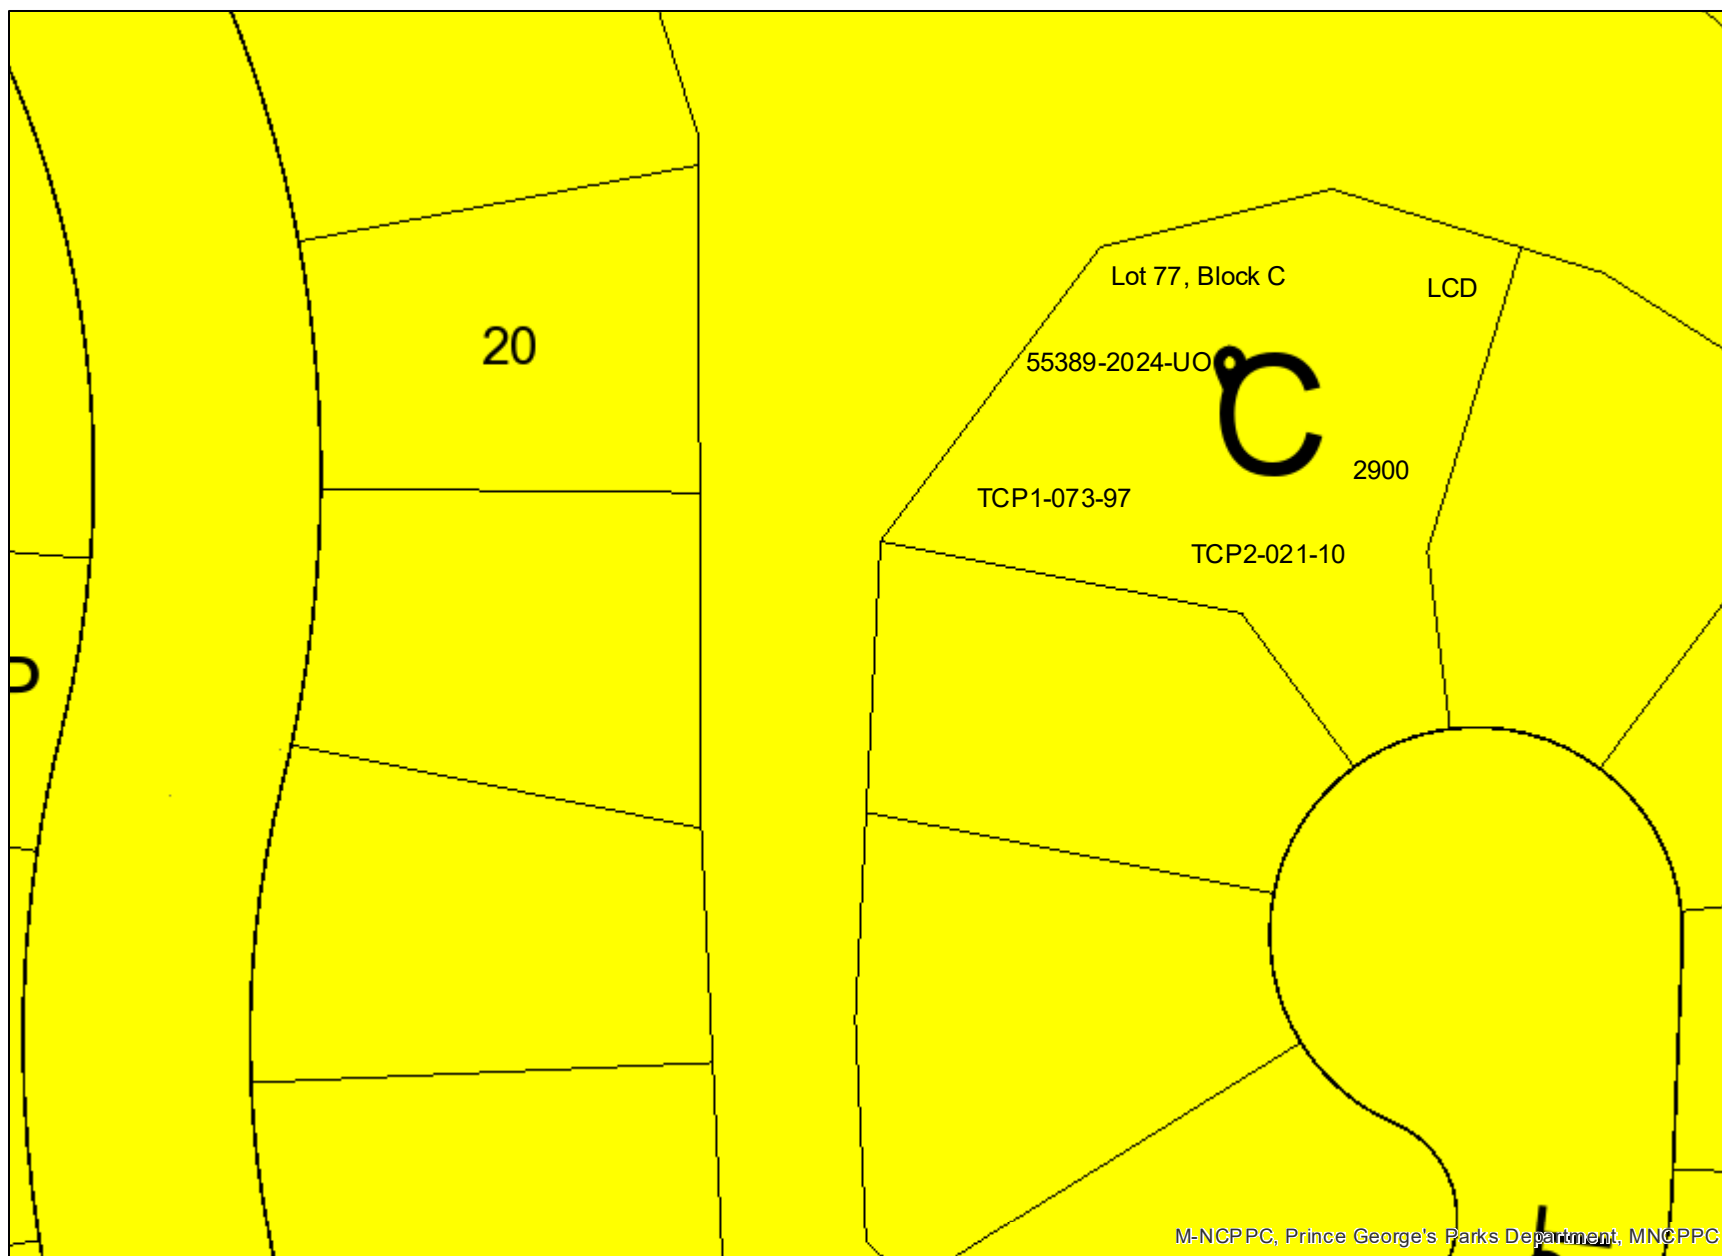 Lot 77, Block C
LCD
20
55389-2024-UO
C
2900
TCP1-073-97
TCP2-021-10
M-NCPPC, Prince George's Parks Department, MNCPPC